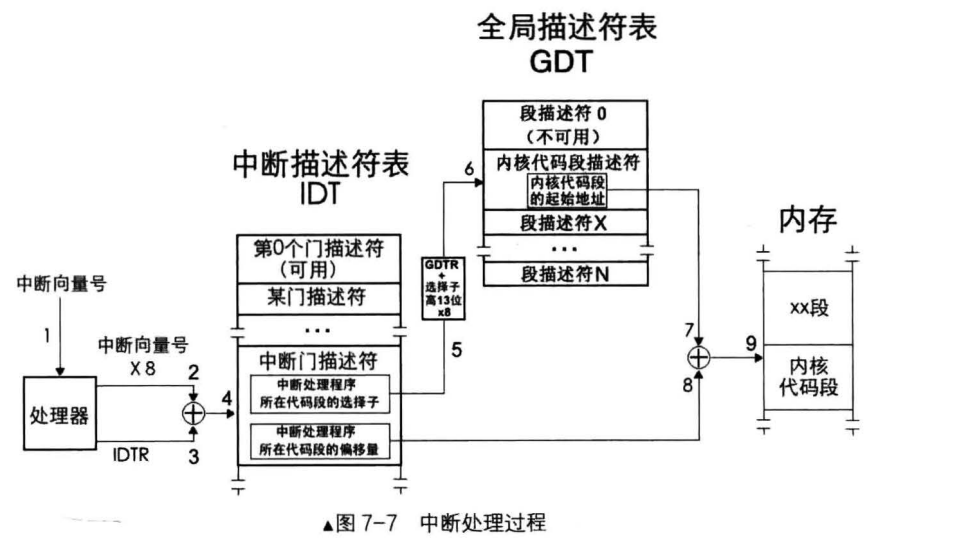 全局描述符表
GDT
段描述符 0
（不可用）
内核代码段描述符
内核代码段
的起始地址
段描述符X
...
段描述符N
中断描述符表
IDT
第0个门描述符
（可用）
某门描述符
...
中断门描述符
中断处理程序
所在代码段的选择子
中断处理程序
所在代码段的偏移量
GDTR
+
选择子
高13位
x8
中断向量号
1
中断向量号
X 8
2
处理器
3
IDTR
4
5
6
7
8
9
内存
xx段
内核
代码段
▲图 7-7 中断处理过程